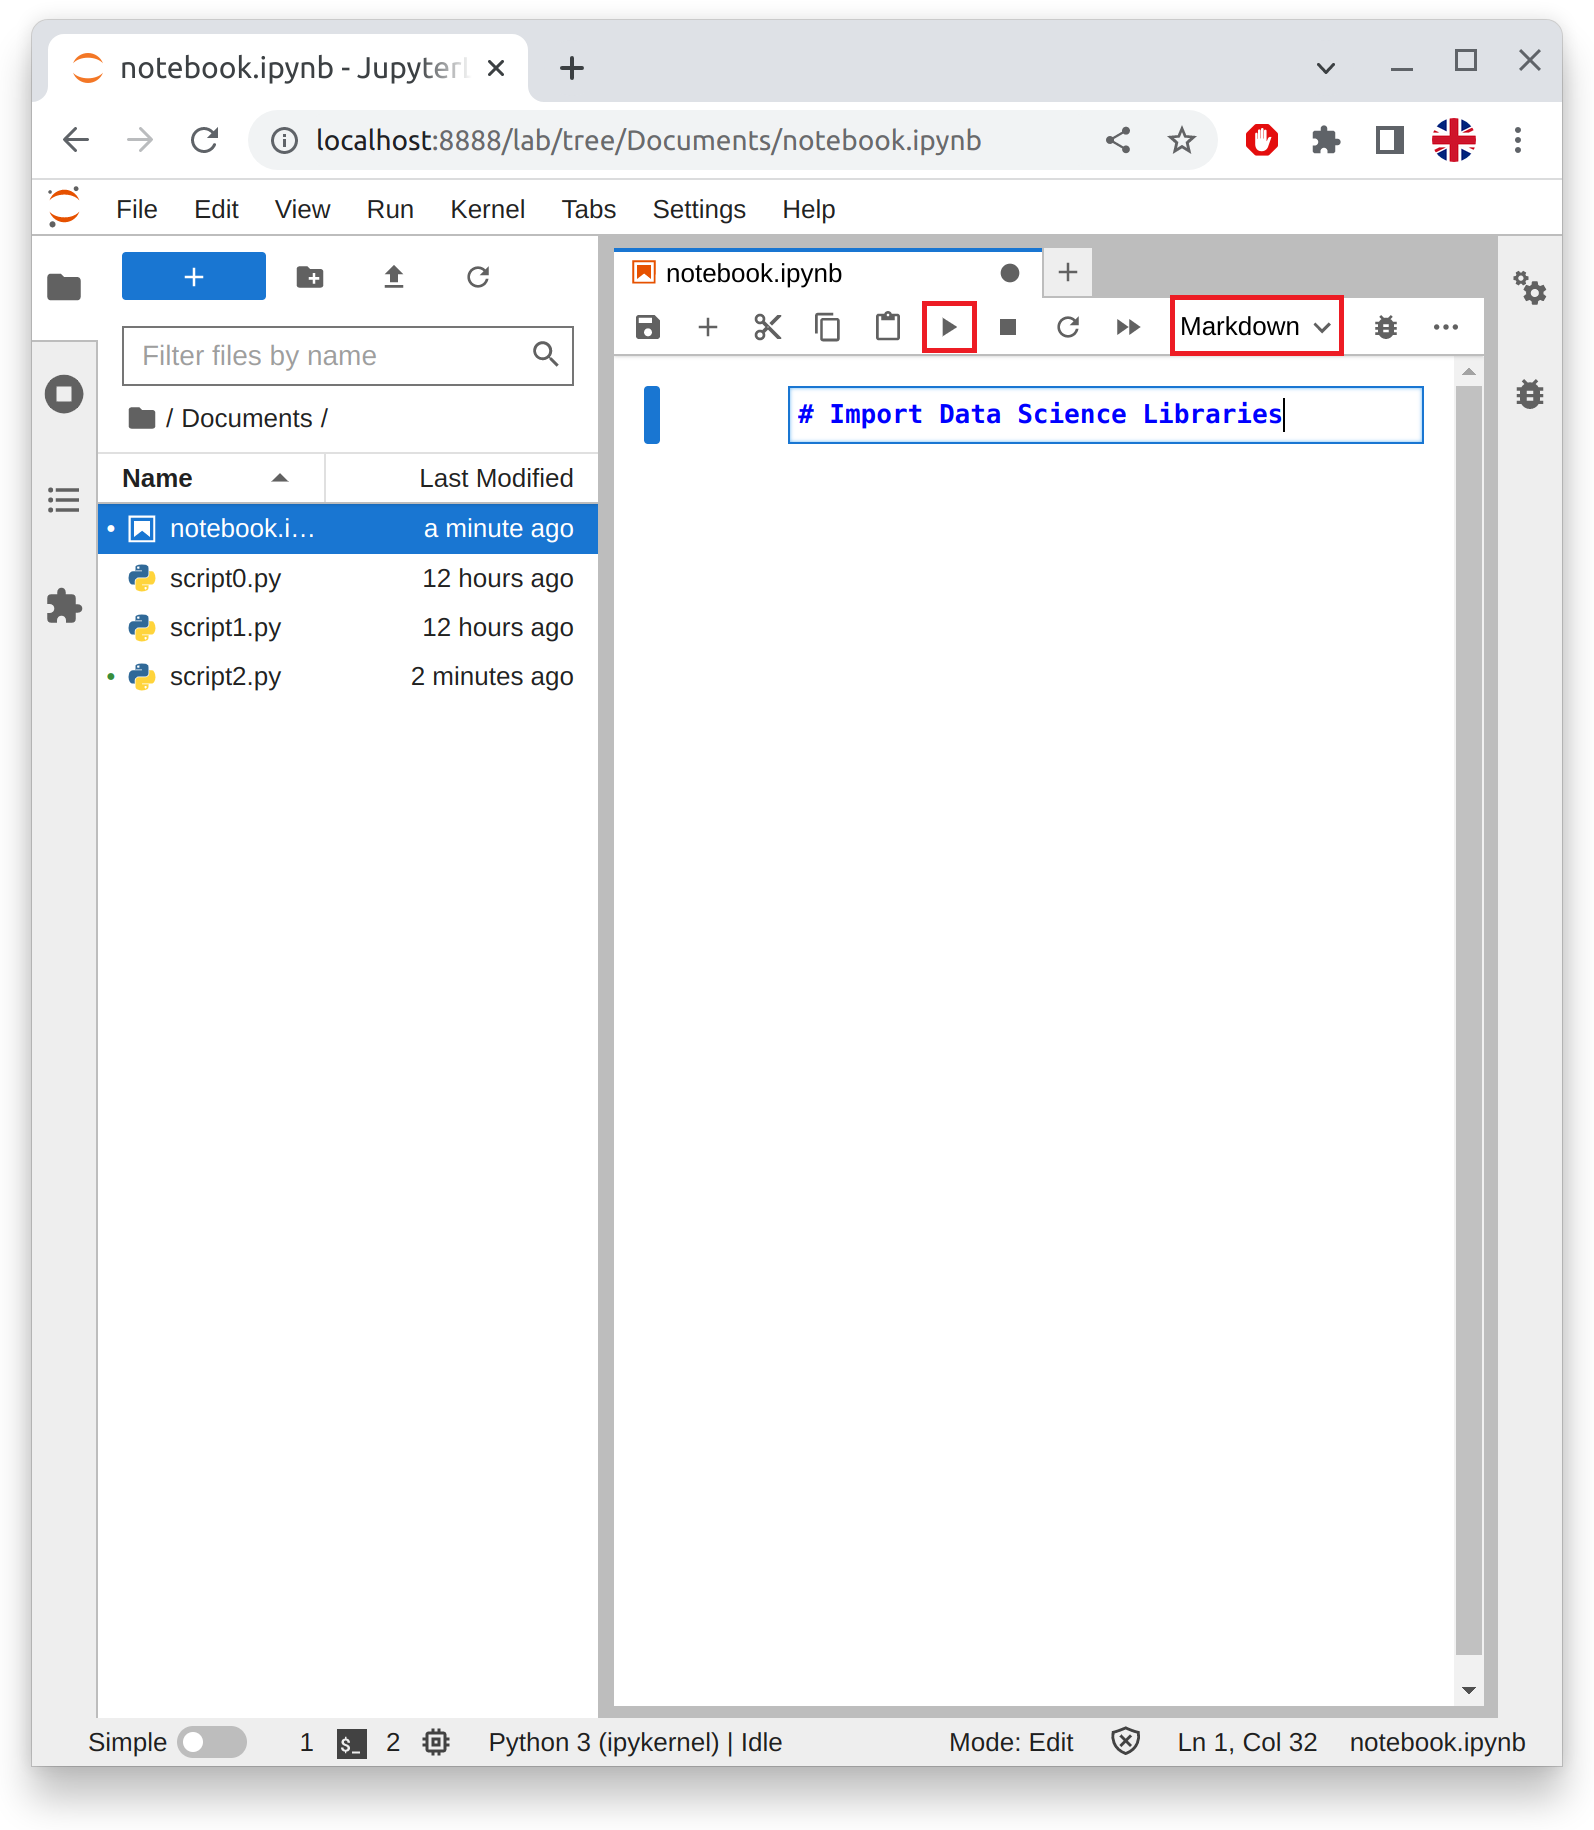 notebook.ipynb - Jupyterl
localhost:8888/lab/tree/Documents/notebook.ipynb
File Edit View Run Kernel Tabs Settings Help
Filter files by name
/ Documents /
Name Last Modified
notebook.i… a minute ago
script0.py 12 hours ago
script1.py 12 hours ago
script2.py 2 minutes ago
notebook.ipynb
Markdown
# Import Data Science Libraries
Simple 1 $_ 2 Python 3 (ipykernel) | Idle Mode: Edit Ln 1, Col 32 notebook.ipynb